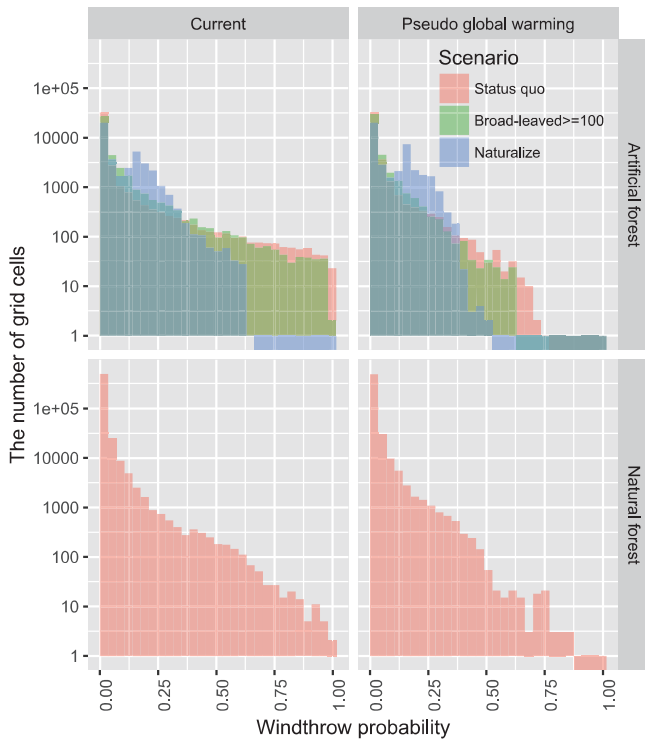 Current
Pseudo global warming
Scenario
Status quo
Broad-leaved>=100
Naturalize
1e+05
10000
1000
100
10
1
Artificial forest
1e+05
10000
1000
100
10
1
Natural forest
The number of grid cells
0.00
0.25
0.50
0.75
1.00
0.00
0.25
0.50
0.75
1.00
Windthrow probability